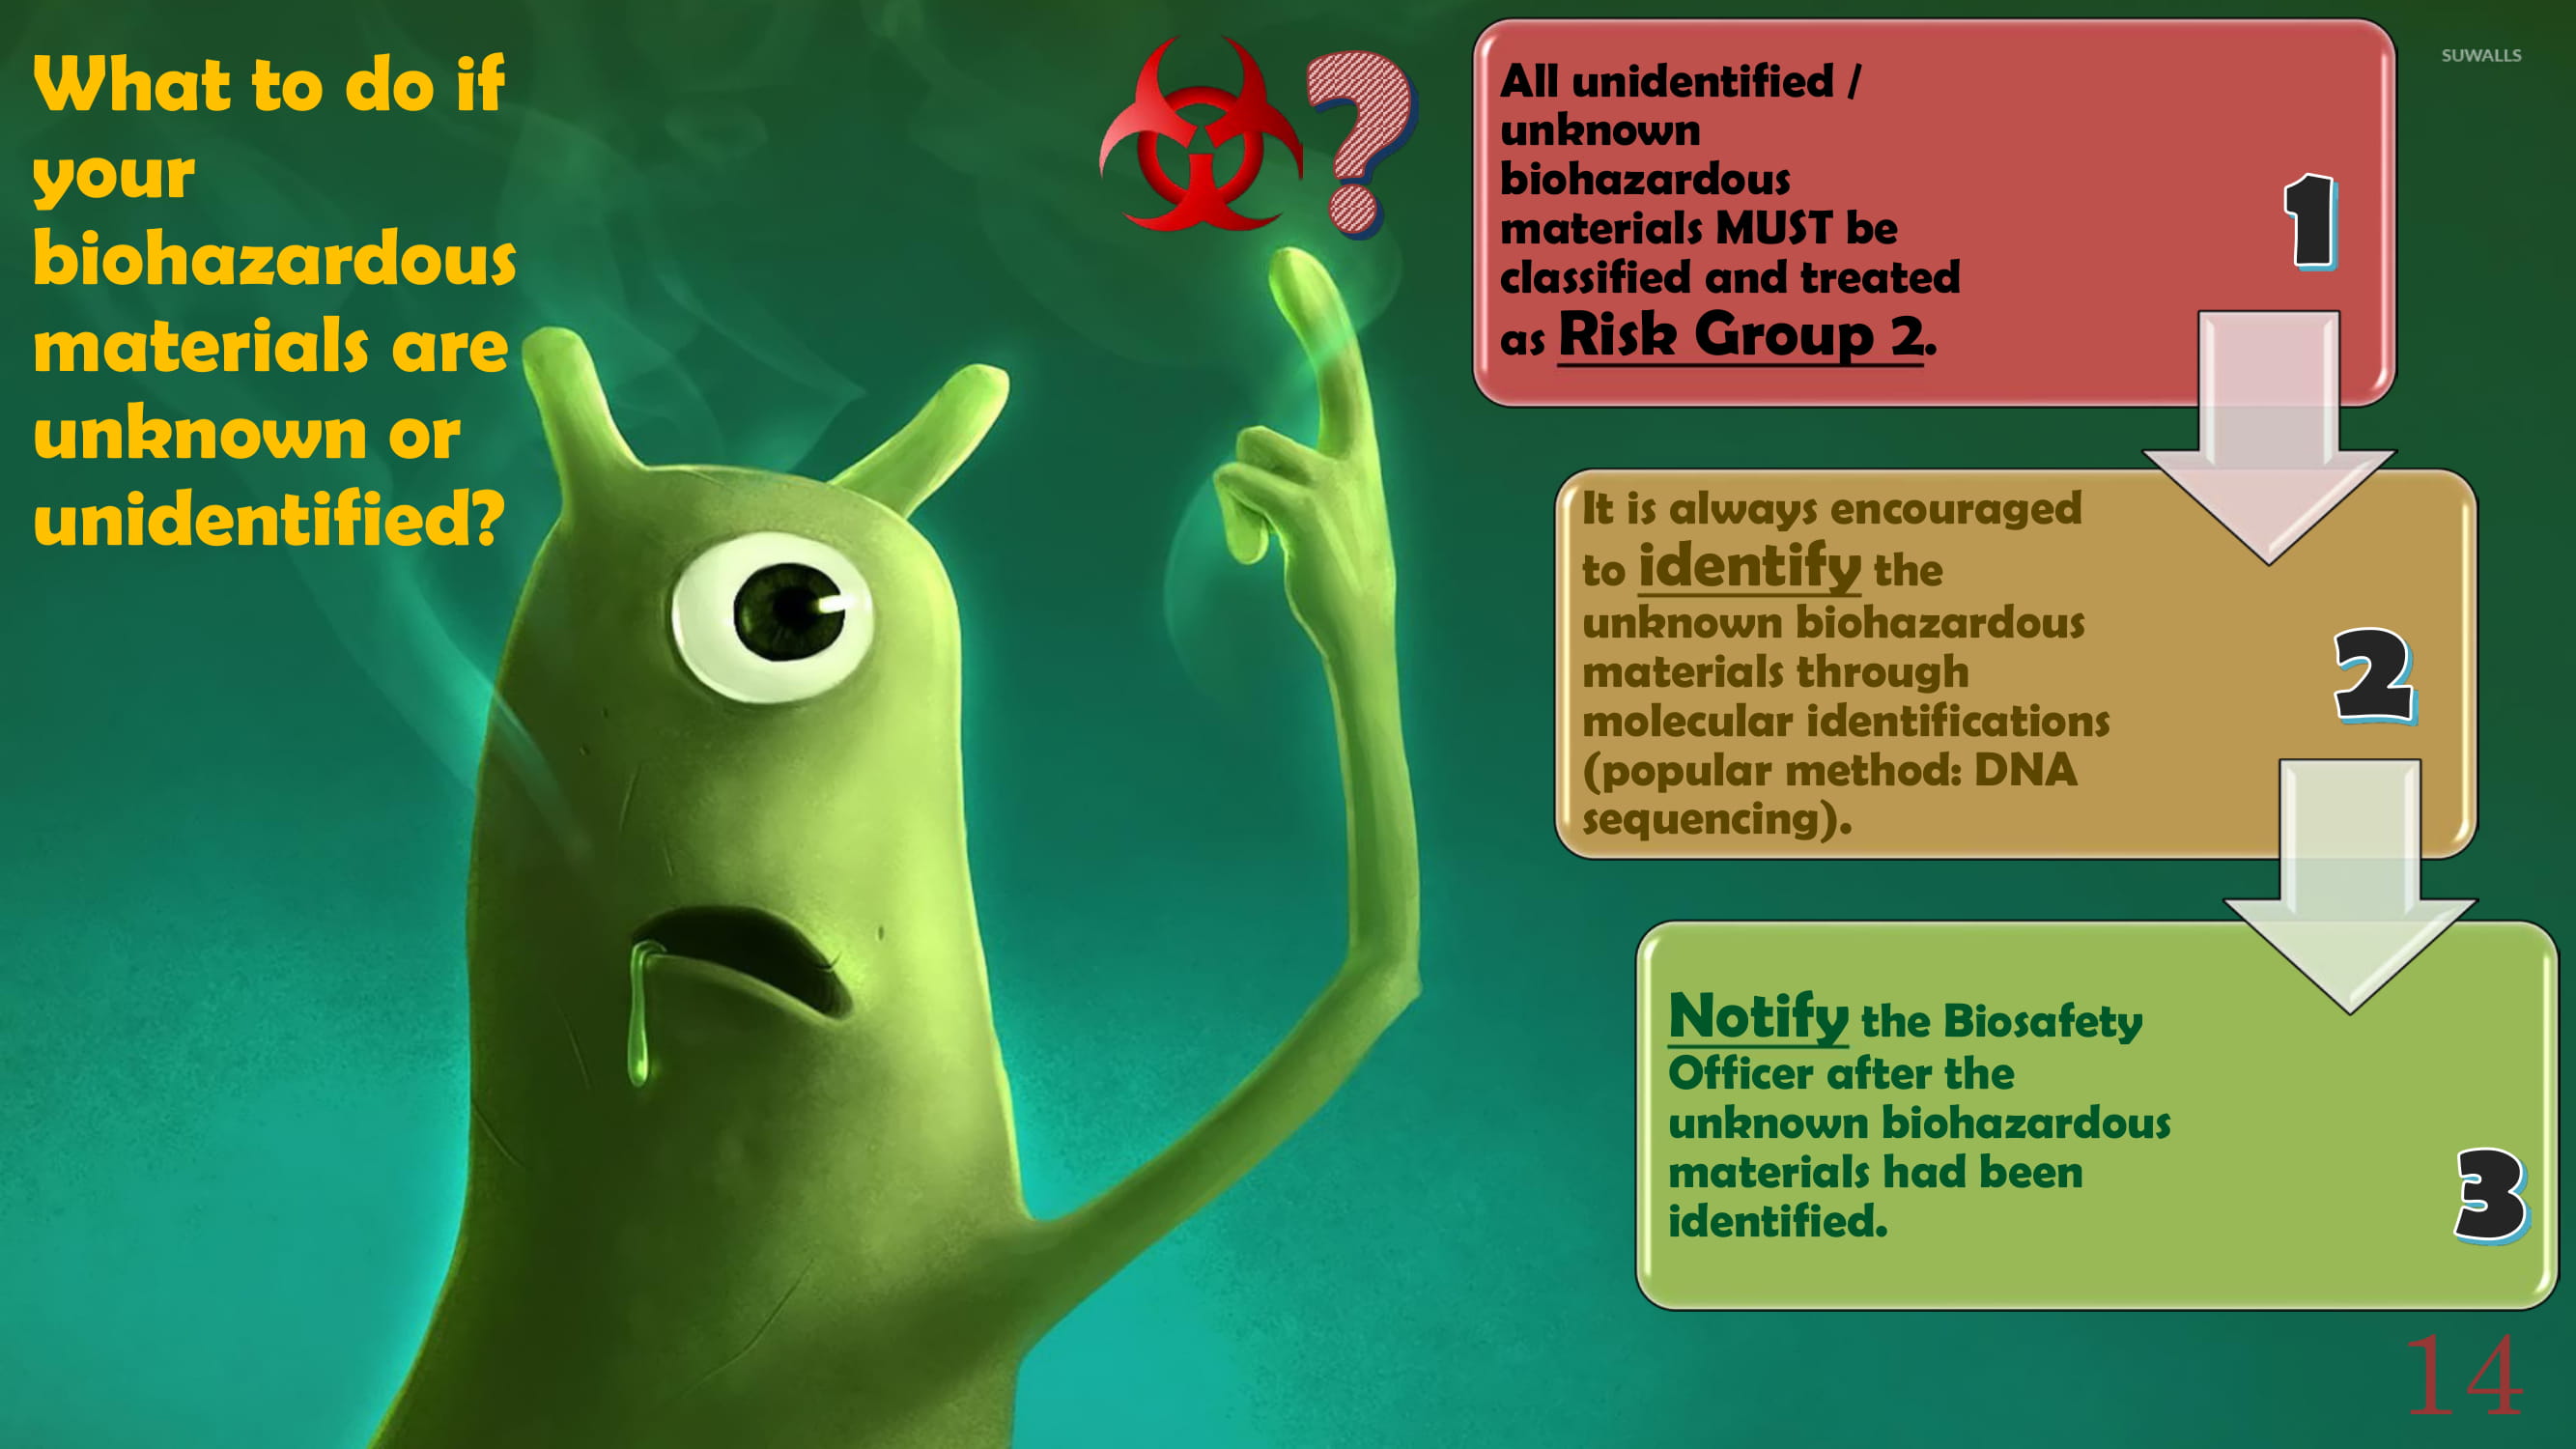 What to do if
your
biohazardous
materials are
unknown or
unidentified?
?
SUWALLS
All unidentified /
unknown
biohazardous
materials MUST be
classified and treated
as Risk Group 2.
1
It is always encouraged
to identify the
unknown biohazardous
materials through
molecular identifications
(popular method: DNA
sequencing).
2
Notify the Biosafety
Officer after the
unknown biohazardous
materials had been
identified.
3
14